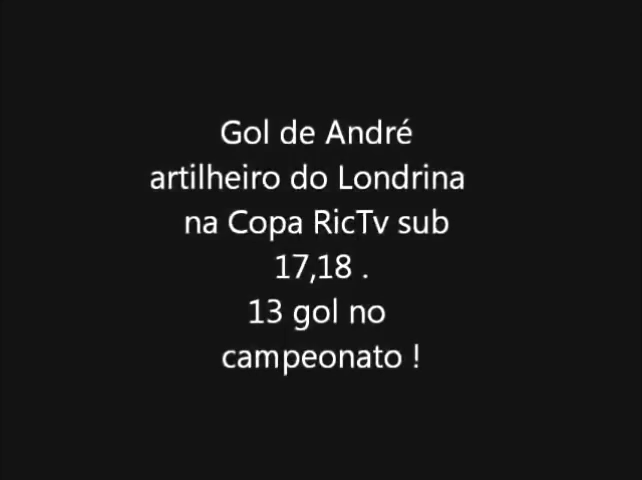 Gol de André
artilheiro do Londrina
na Copa RicTv sub
17,18 .
13 gol no
campeonato !